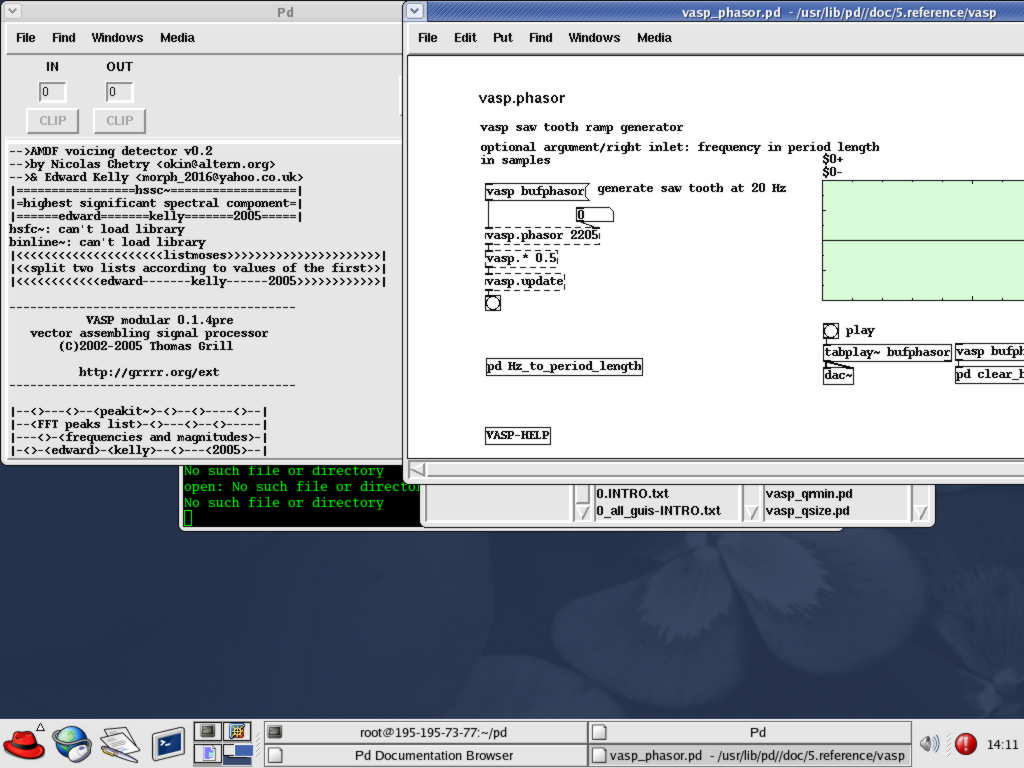 Pd
File Find Windows Media
IN OUT
0 0
CLIP CLIP
-->AMDF voicing detector v0.2
-->by Nicolas Chetry <okin@altern.org>
-->& Edward Kelly <morph_2016@yahoo.co.uk>
|================hssc~=================|
=highest significant spectral component=|
|======edward=======kelly=======2005=====|
hsfc~: can't load library
binline~: can't load library
|<<<<<<<<<<<<<<<<<<<<listmoses>>>>>>>>>>>>>>>>>>>>>|
|<<split two lists according to values of the first>>|
|<<<<<<<<<<<<edward-------kelly------2005>>>>>>>>>>>>|
----------------------------------------
VASP modular 0.1.4pre
vector assembling signal processor
(C)2002-2005 Thomas Grill
http://grrrr.org/ext
----------------------------------------
|--<>---<>--<peakit~>-<>--<>----<>--|
|--<FFT peaks list>-<>---<>---<>--|
|---<>-<frequencies and magnitudes>-|
|-<>-<edward>-<kelly>--<>---<2005>--|
vasp_phasor.pd - /usr/lib/pd//doc/5.reference/vasp
File Edit Put Find Windows Media
vasp.phasor
vasp saw tooth ramp generator
optional argument/right inlet: frequency in period length
in samples
$0+
$0-
vasp bufphasor generate saw tooth at 20 Hz
0
vasp.phasor 2205
vasp.* 0.5
vasp.update
play
tabplay~ bufphasor vasp bufph
dac~ pd clear_b
pd Hz_to_period_length
VASP-HELP
No such file or directory
open: No such file or director
No such file or directory
0.INTRO.txt vasp_qrmin.pd
0_all_guis-INTRO.txt vasp_qsize.pd
root@195-195-73-77:~/pd Pd
Pd Documentation Browser vasp_phasor.pd - /usr/lib/pd//doc/5.reference/vasp
14:11